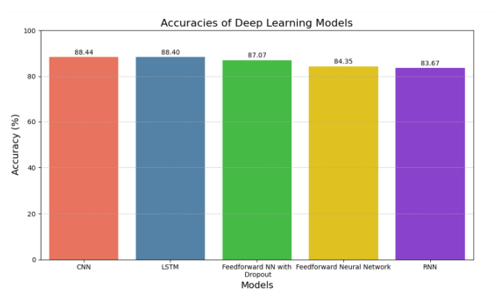 Accuracies of Deep Learning Models
100
80
60
40
20
0
Accuracy (%)
88.44
88.40
87.07
84.35
83.67
CNN
LSTM
Feedforward NN with
Dropout
Feedforward Neural Network
RNN
Models